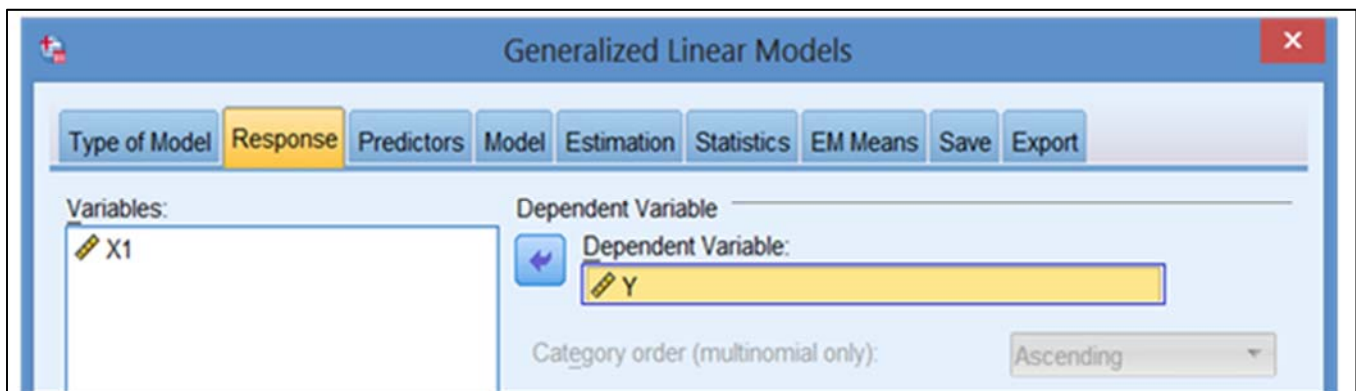 Generalized Linear Models
Type of Model Response Predictors Model Estimation Statistics EM Means Save Export
Variables:
X1
Dependent Variable
Dependent Variable:
Y
Category order (multinomial only): Ascending